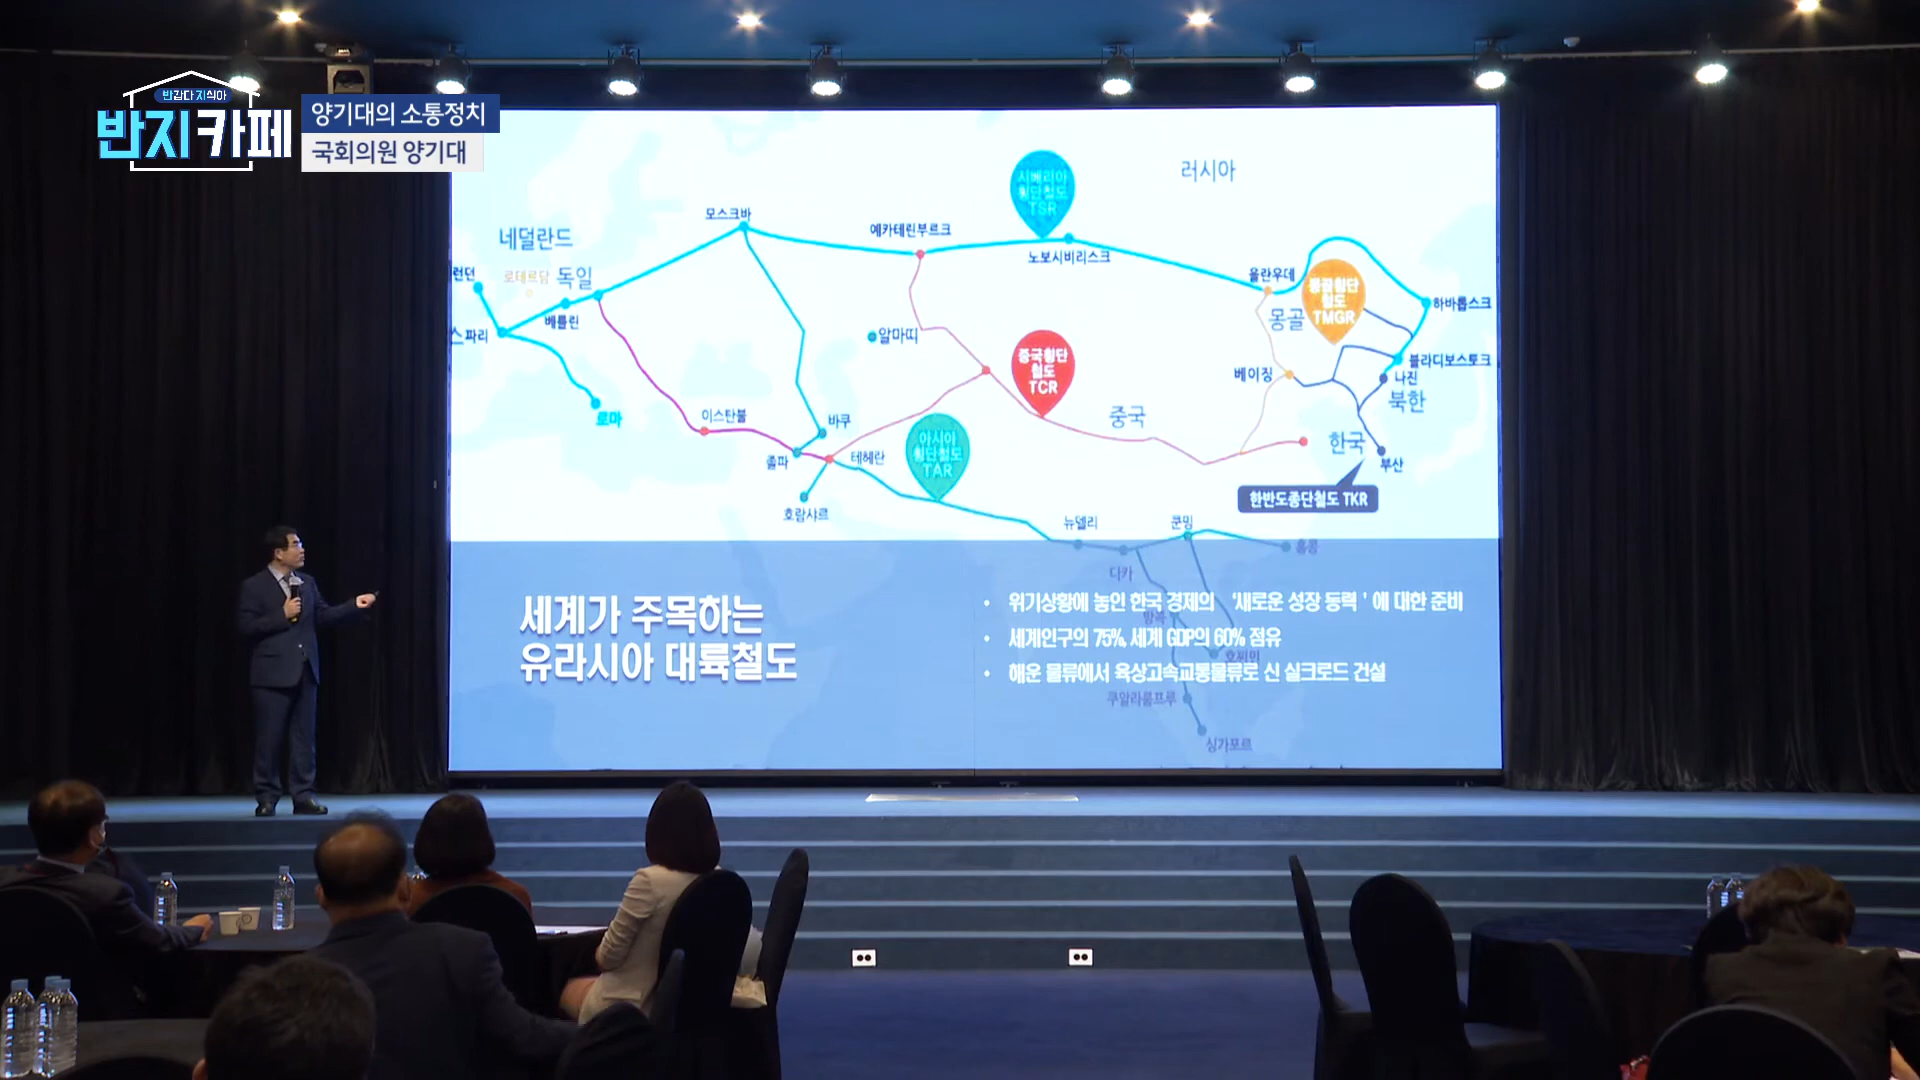 반갑다 지식아
반지카페
양기대의 소통정치
국회의원 양기대
러시아
시베리아
횡단철도
TSR
모스크바
예카테린부르크
노보시비리스크
네덜란드
로테르담
독일
런던
베를린
스파리
로마
울란우데
몽골횡단
철도
TMGR
몽골
하바롭스크
블라디보스토크
나진
북한
베이징
알마띠
중국횡단
철도
TCR
중국
한국
부산
한반도종단철도 TKR
이스탄불
바쿠
졸파
테헤란
아시아
횡단철도
TAR
호람샤르
뉴델리
쿤밍
홍콩
다카
방콕
호찌민
쿠알라룸프루
싱가포르
세계가 주목하는
유라시아 대륙철도
• 위기상황에 놓인 한국 경제의 ‘새로운 성장 동력’에 대한 준비
• 세계인구의 75%, 세계 GDP의 60% 점유
• 해운 물류에서 육상고속교통물류로 신 실크로드 건설